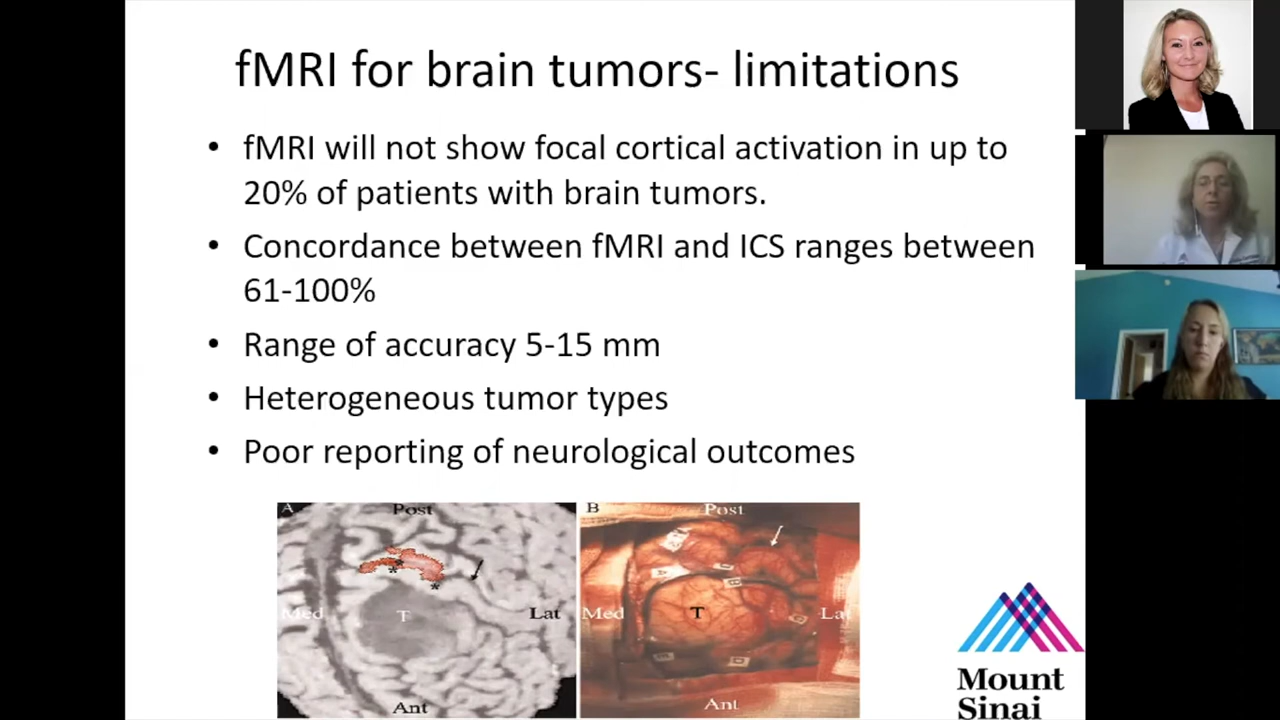 fMRI for brain tumors- limitations
• fMRI will not show focal cortical activation in up to
20% of patients with brain tumors.
• Concordance between fMRI and ICS ranges between
61-100%
• Range of accuracy 5-15 mm
• Heterogeneous tumor types
• Poor reporting of neurological outcomes
A Post
Med T Lat
Ant
B Post
Med T Lat
Ant
Mount
Sinai